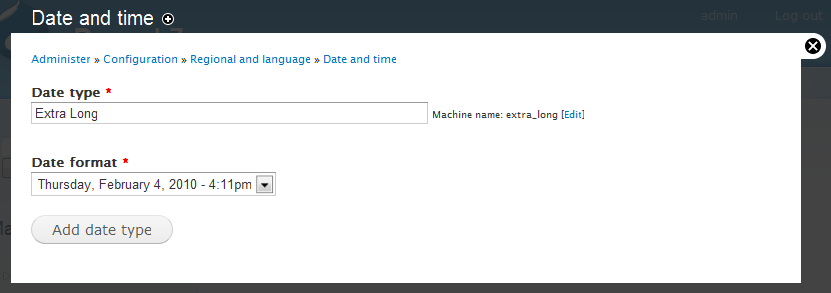 Date and time
admin
Log out
Administer » Configuration » Regional and language » Date and time
Date type *
Extra Long
Machine name: extra_long [Edit]
Date format *
Thursday, February 4, 2010 - 4:11pm
Add date type